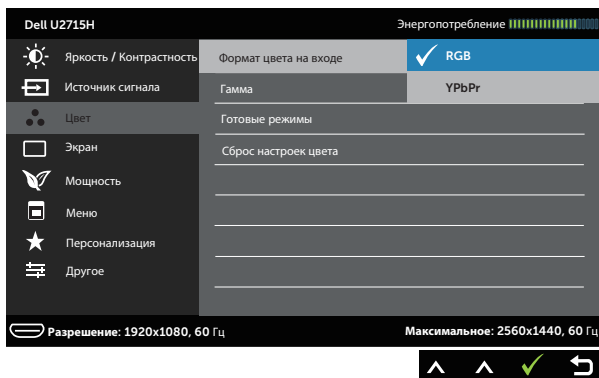 Dell U2715H Энергопотребление
Яркость / Контрастность Формат цвета на входе RGB
Источник сигнала Гамма YPbPr
Цвет Готовые режимы
Экран Сброс настроек цвета
Мощность
Меню
Персонализация
Другое
Разрешение: 1920x1080, 60 Гц Максимальное: 2560x1440, 60 Гц